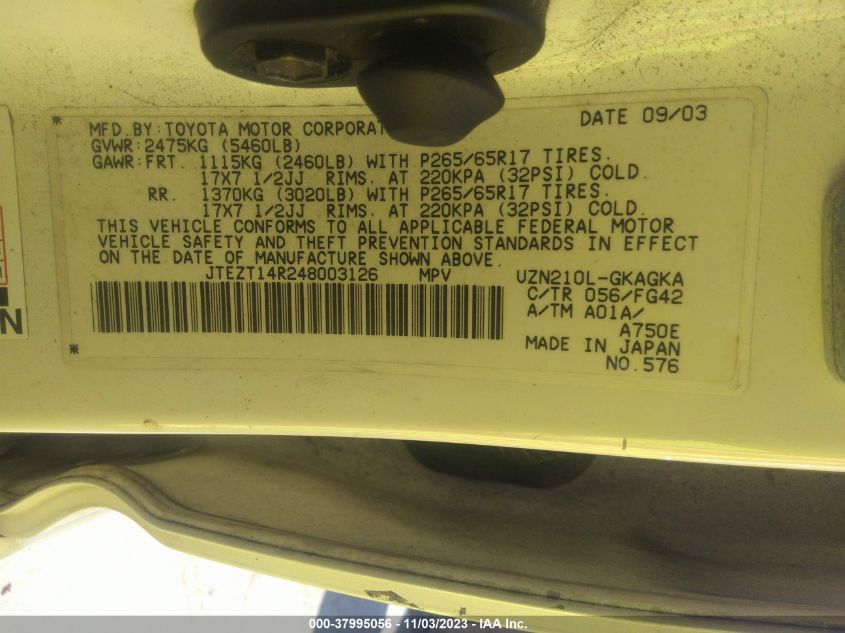 DATE 09/03
MFD.BY:TOYOTA MOTOR CORPORAT
GVWR:2475KG (5460LB)
GAWR:FRT. 1115KG (2460LB) WITH P265/65R17 TIRES.
17X7 1/2JJ RIMS. AT 220KPA (32PSI) COLD.
RR. 1370KG (3020LB) WITH P265/65R17 TIRES.
17X7 1/2JJ RIMS. AT 220KPA (32PSI) COLD.
THIS VEHICLE CONFORMS TO ALL APPLICABLE FEDERAL MOTOR
VEHICLE SAFETY AND THEFT PREVENTION STANDARDS IN EFFECT
ON THE DATE OF MANUFACTURE SHOWN ABOVE.
JTEZT14R248003126 MPV UZN210L-GKAGKA
C/TR 056/FG42
A/TM A01A/
A750E
MADE IN JAPAN
NO.576
N
000-37995056 - 11/03/2023 - IAA Inc.